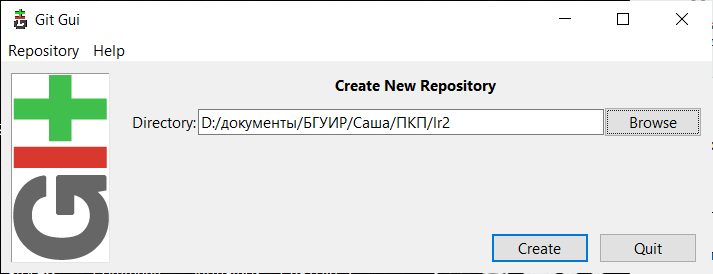 Git Gui
Repository Help
Create New Repository
Directory: D:/документы/БГУИР/Саша/ПКП/lr2 Browse
Create Quit